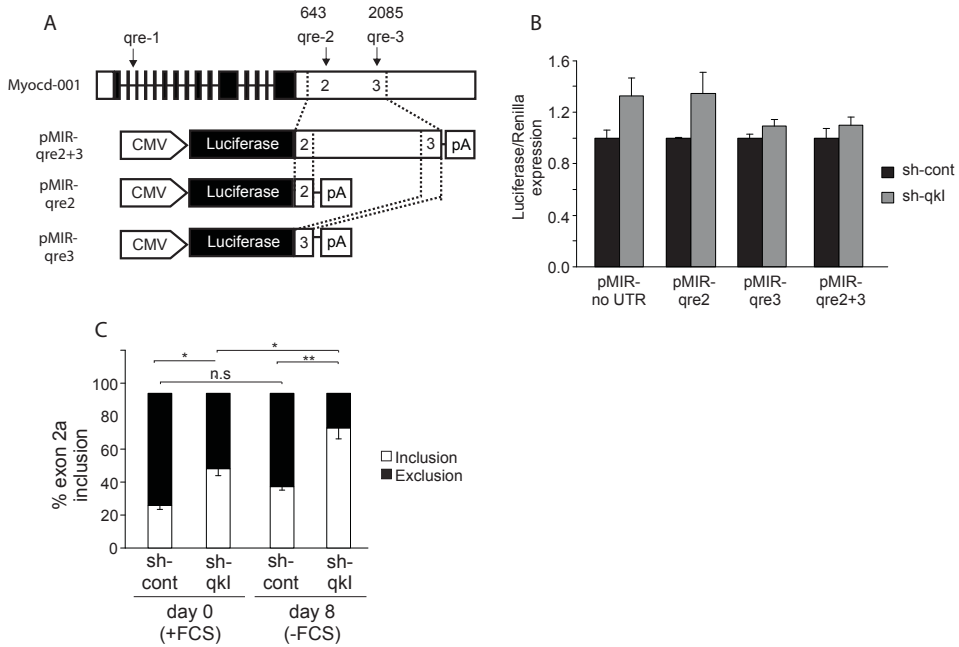 A
643
2085
qre-1
qre-2
qre-3
Myocd-001
2
3
pMIR-
qre2+3
CMV
Luciferase
2
3
pA
pMIR-
qre2
CMV
Luciferase
2
pA
pMIR-
qre3
CMV
Luciferase
3
pA
B
Luciferase/Renilla
expression
1.6
1.2
0.8
0.4
0.0
sh-cont
sh-qkI
pMIR-
no UTR
pMIR-
qre2
pMIR-
qre3
pMIR-
qre2+3
C
% exon 2a
inclusion
100
80
60
40
20
0
*
*
**
n.s
Inclusion
Exclusion
sh-
cont
sh-
qkI
sh-
cont
sh-
qkI
day 0
(+FCS)
day 8
(-FCS)